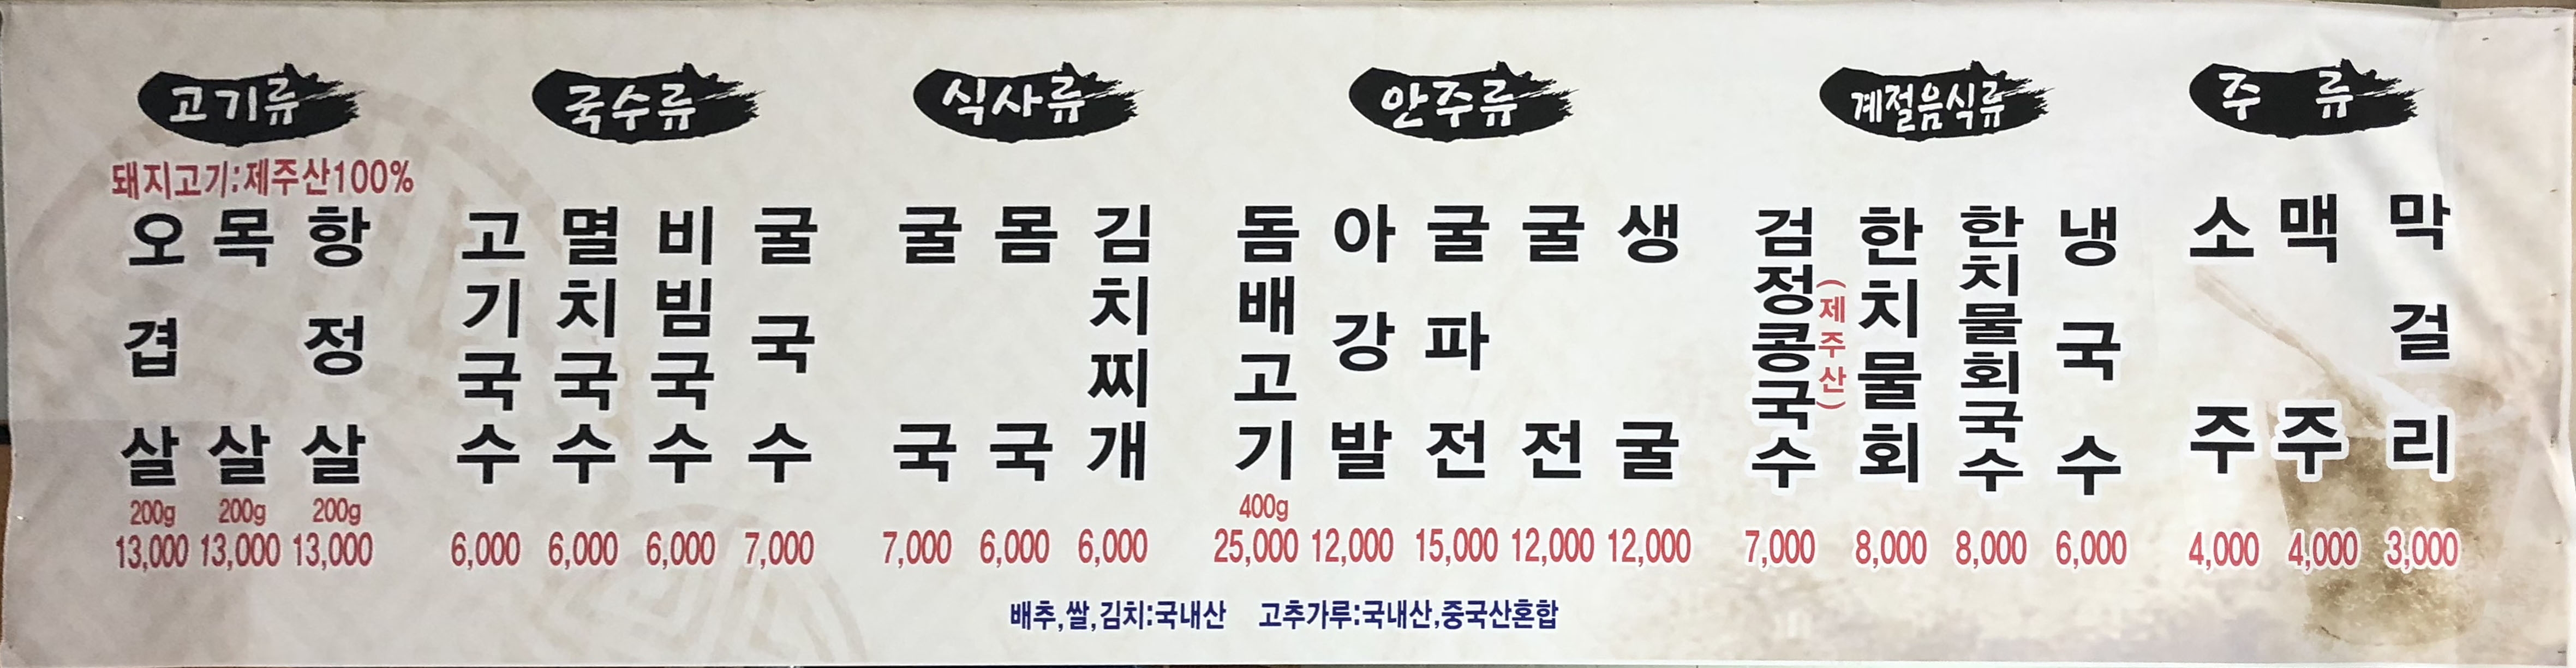 고기류
돼지고기:제주산100%
오겹살
200g
13,000
목살
200g
13,000
항정살
200g
13,000
국수류
고기국수
6,000
멸치국수
6,000
비빔국수
6,000
굴국수
7,000
식사류
굴국
7,000
몸국
6,000
김치찌개
6,000
안주류
돔배고기
400g
25,000
아강발
12,000
굴파전
15,000
굴전
12,000
생굴
12,000
계절음식류
검정콩국수
(제주산)
7,000
한치물회
8,000
한치물회국수
8,000
냉국수
6,000
주 류
소주
4,000
맥주
4,000
막걸리
3,000
배추,쌀,김치:국내산 고추가루:국내산,중국산혼합